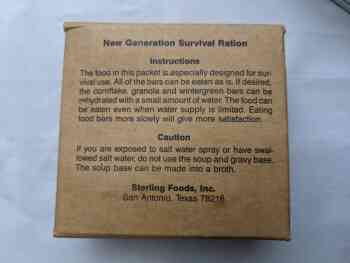 New Generation Survival Ration
Instructions
The food in this packet is especially designed for sur-
vival use. All of the bars can be eaten as is. If desired,
the cornflake, granola and wintergreen bars can be
rehydrated with a small amount of water. The food can
be eaten even when water supply is limited. Eating
food bars more slowly will give more satisfaction.
Caution
If you are exposed to salt water spray or have swal-
lowed salt water, do not use the soup and gravy base.
The soup base can be made into a broth.
Sterling Foods, Inc.
San Antonio, Texas 78216